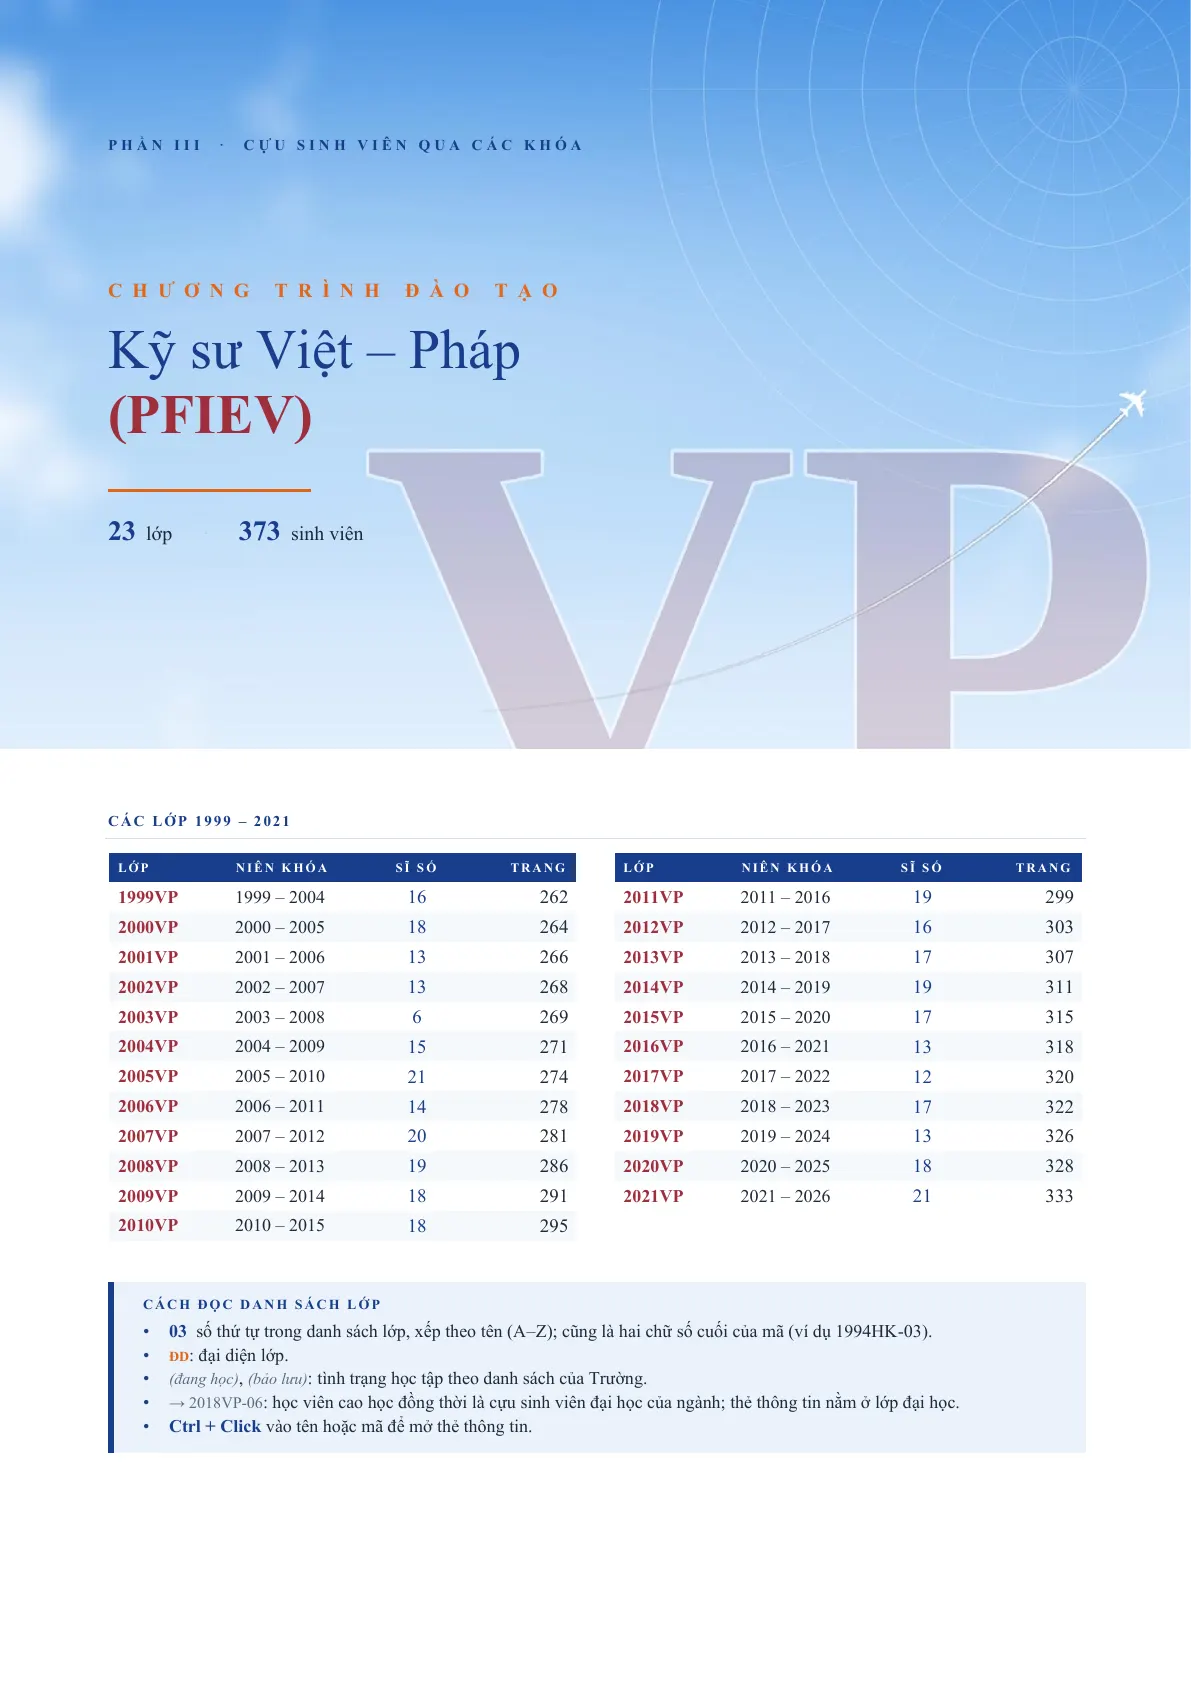 PHẦN III · CỰU SINH VIÊN QUA CÁC KHÓA
CHƯƠNG TRÌNH ĐÀO TẠO
Kỹ sư Việt – Pháp
(PFIEV)
23 lớp · 373 sinh viên
VP
CÁC LỚP 1999 – 2021
LỚP NIÊN KHÓA SĨ SỐ TRANG
1999VP 1999 – 2004 16 262
2000VP 2000 – 2005 18 264
2001VP 2001 – 2006 13 266
2002VP 2002 – 2007 13 268
2003VP 2003 – 2008 6 269
2004VP 2004 – 2009 15 271
2005VP 2005 – 2010 21 274
2006VP 2006 – 2011 14 278
2007VP 2007 – 2012 20 281
2008VP 2008 – 2013 19 286
2009VP 2009 – 2014 18 291
2010VP 2010 – 2015 18 295
LỚP NIÊN KHÓA SĨ SỐ TRANG
2011VP 2011 – 2016 19 299
2012VP 2012 – 2017 16 303
2013VP 2013 – 2018 17 307
2014VP 2014 – 2019 19 311
2015VP 2015 – 2020 17 315
2016VP 2016 – 2021 13 318
2017VP 2017 – 2022 12 320
2018VP 2018 – 2023 17 322
2019VP 2019 – 2024 13 326
2020VP 2020 – 2025 18 328
2021VP 2021 – 2026 21 333
CÁCH ĐỌC DANH SÁCH LỚP
• 03 số thứ tự trong danh sách lớp, xếp theo tên (A–Z); cũng là hai chữ số cuối của mã (ví dụ 1994HK-03).
• ĐD: đại diện lớp.
• (đang học), (bảo lưu): tình trạng học tập theo danh sách của Trường.
• → 2018VP-06: học viên cao học đồng thời là cựu sinh viên đại học của ngành; thẻ thông tin nằm ở lớp đại học.
• Ctrl + Click vào tên hoặc mã để mở thẻ thông tin.